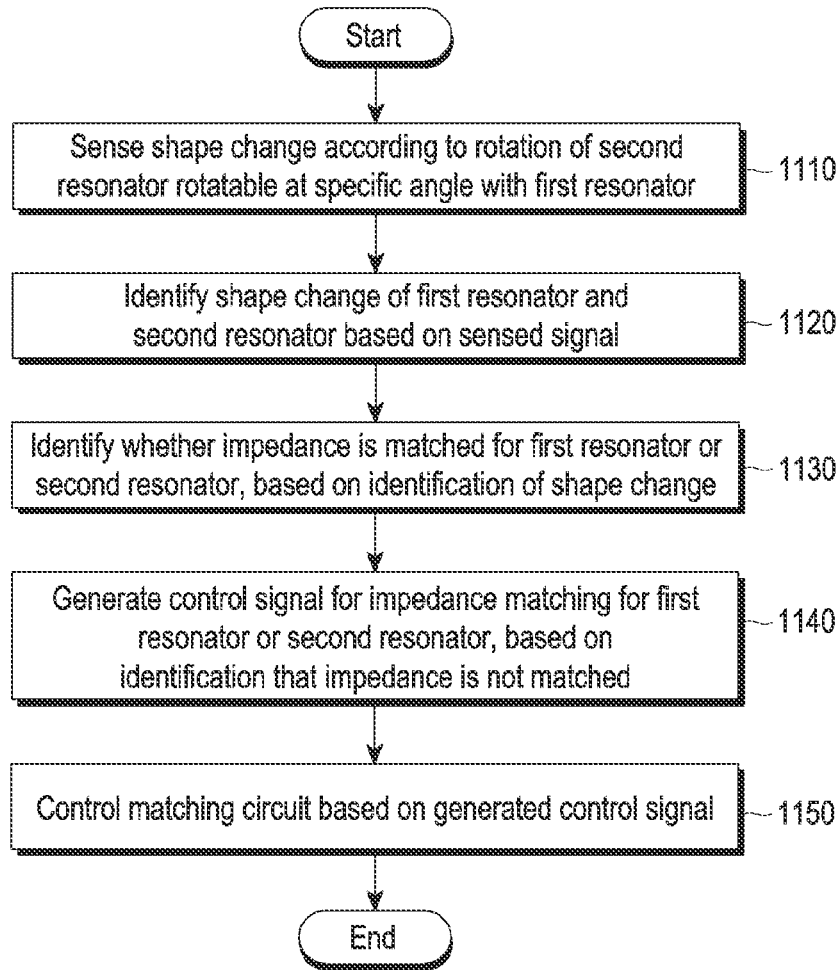 Start
Sense shape change according to rotation of second
resonator rotatable at specific angle with first resonator
1110
Identify shape change of first resonator and
second resonator based on sensed signal
1120
Identify whether impedance is matched for first resonator or
second resonator, based on identification of shape change
1130
Generate control signal for impedance matching for first
resonator or second resonator, based on
identification that impedance is not matched
1140
Control matching circuit based on generated control signal
1150
End